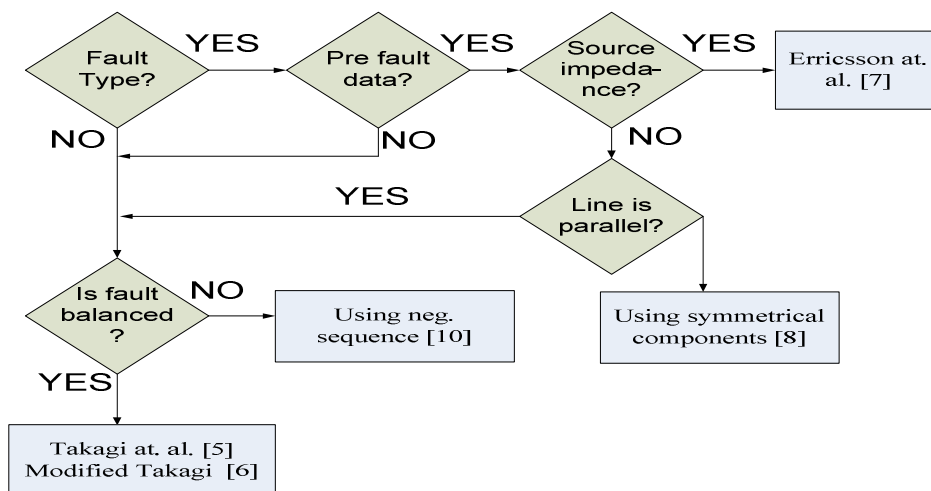 Fault
Type?
YES
Pre fault
data?
YES
Source
impeda-
nce?
YES
Erricsson at.
al. [7]
NO
NO
NO
YES
Line is
parallel?
Is fault
balanced
?
NO
Using neg.
sequence [10]
Using symmetrical
components [8]
YES
Takagi at. al. [5]
Modified Takagi [6]